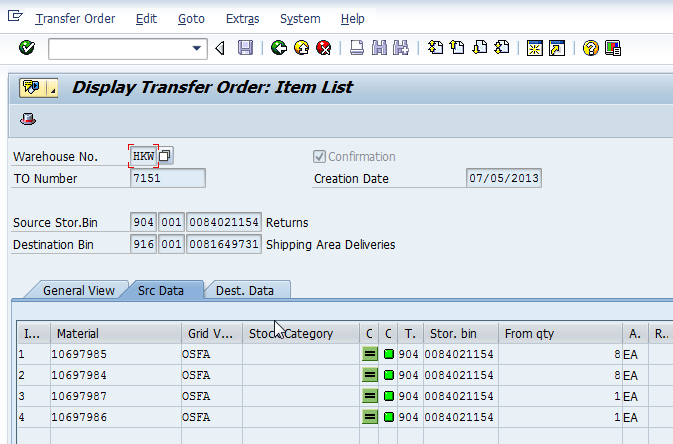 Transfer Order Edit Goto Extras System Help
Display Transfer Order: Item List
Warehouse No. HKW Confirmation
TO Number 7151 Creation Date 07/05/2013
Source Stor.Bin 904 001 0084021154 Returns
Destination Bin 916 001 0081649731 Shipping Area Deliveries
General View Src Data Dest. Data
I... Material Grid V... Stock Category C C T. Stor. bin From qty A. R..
1 10697985 OSFA 904 0084021154 8 EA
2 10697984 OSFA 904 0084021154 8 EA
3 10697987 OSFA 904 0084021154 1 EA
4 10697986 OSFA 904 0084021154 1 EA